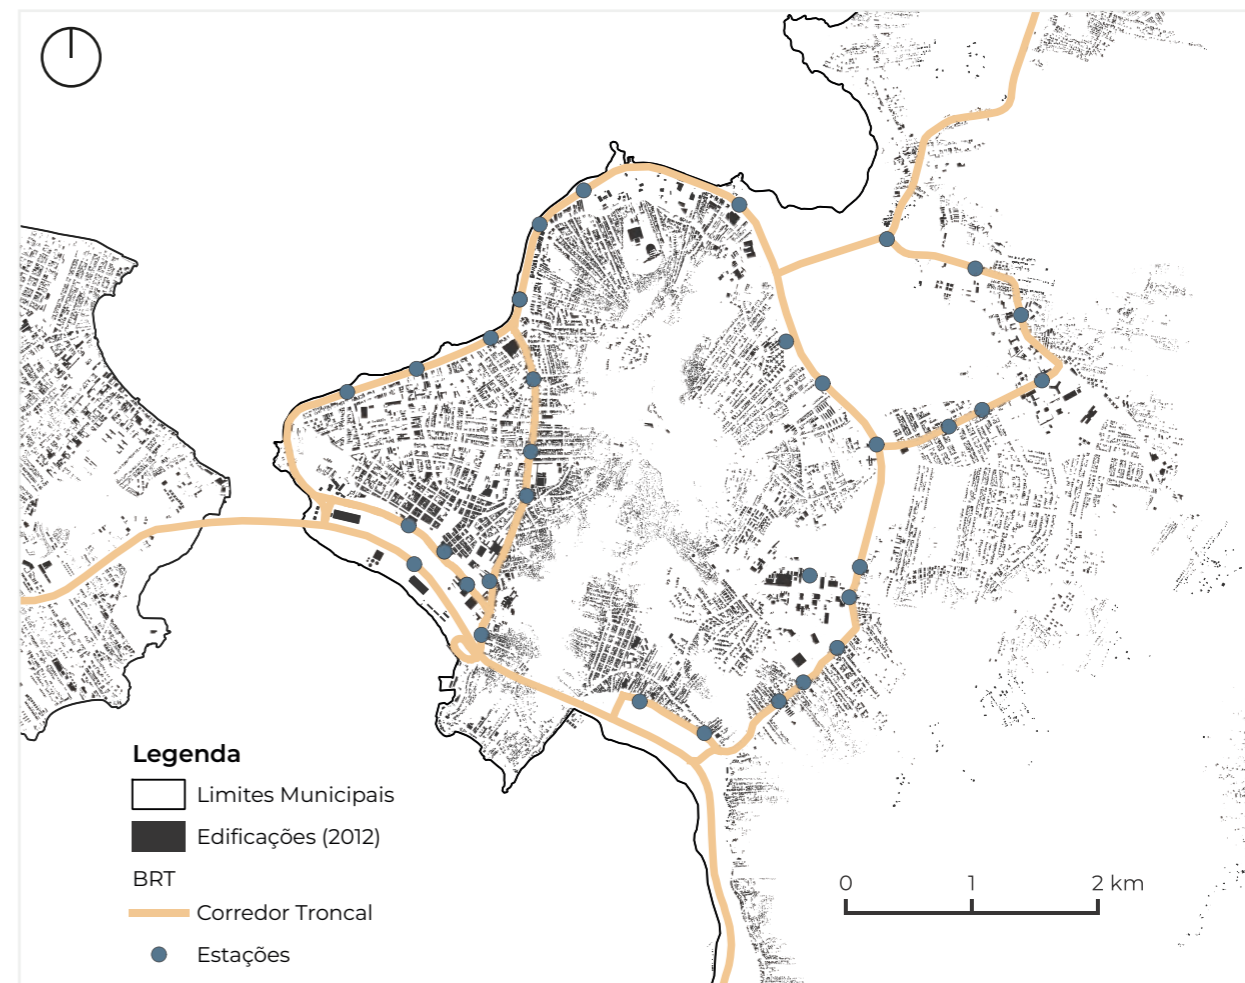 Legenda
Limites Municipais
Edificações (2012)
BRT
Corredor Troncal
Estações
0 1 2 km